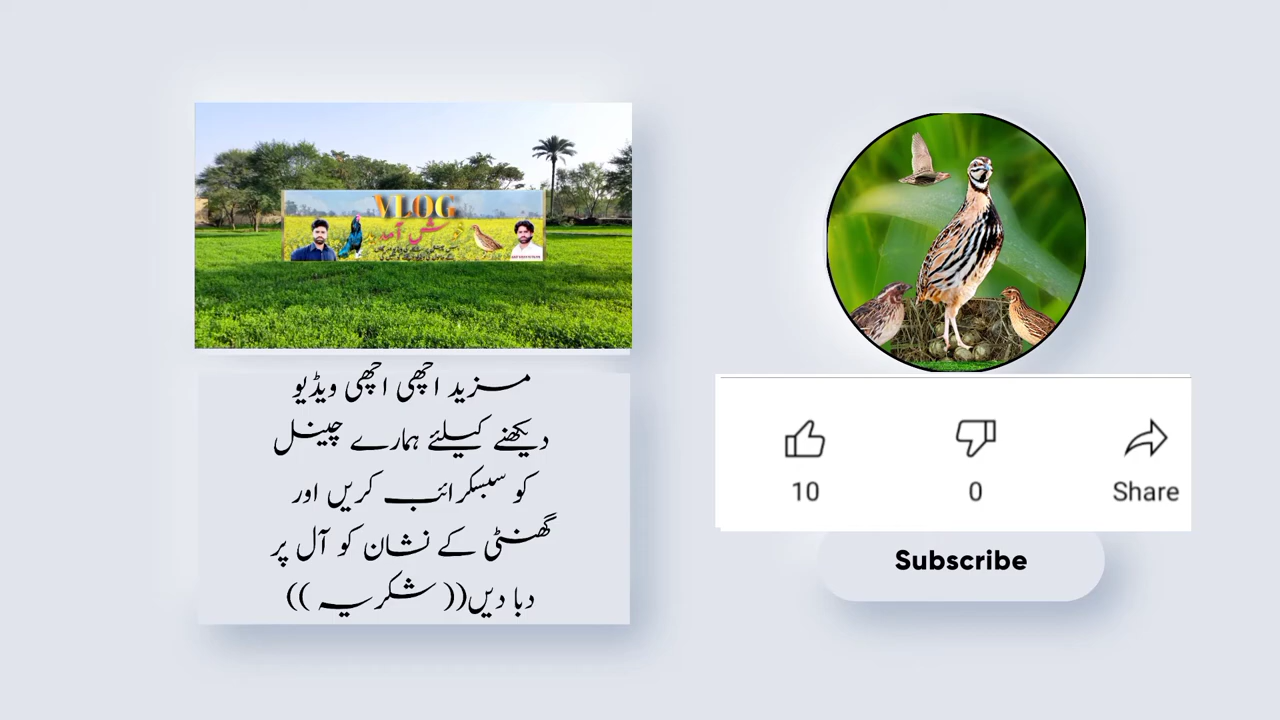 VLOG
مزید اچھی اچھی ویڈیو
دیکھنے کیلئے ہمارے چینل
کو سبسکرائب کریں اور
گھنٹی کے نشان کو آل پر
دبا دیں(( شکریہ ))
10
0
Share
Subscribe